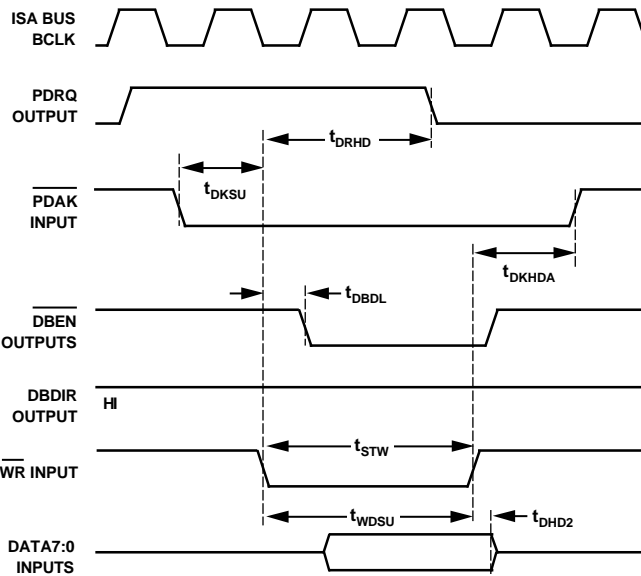 ISA BUS
BCLK
PDRQ
OUTPUT
tDRHD
tDKSU
PDAK
INPUT
tDKHDA
tDBDL
DBEN
OUTPUTS
DBDIR
OUTPUT
HI
tSTW
WR INPUT
tWDSU
tDHD2
DATA7:0
INPUTS